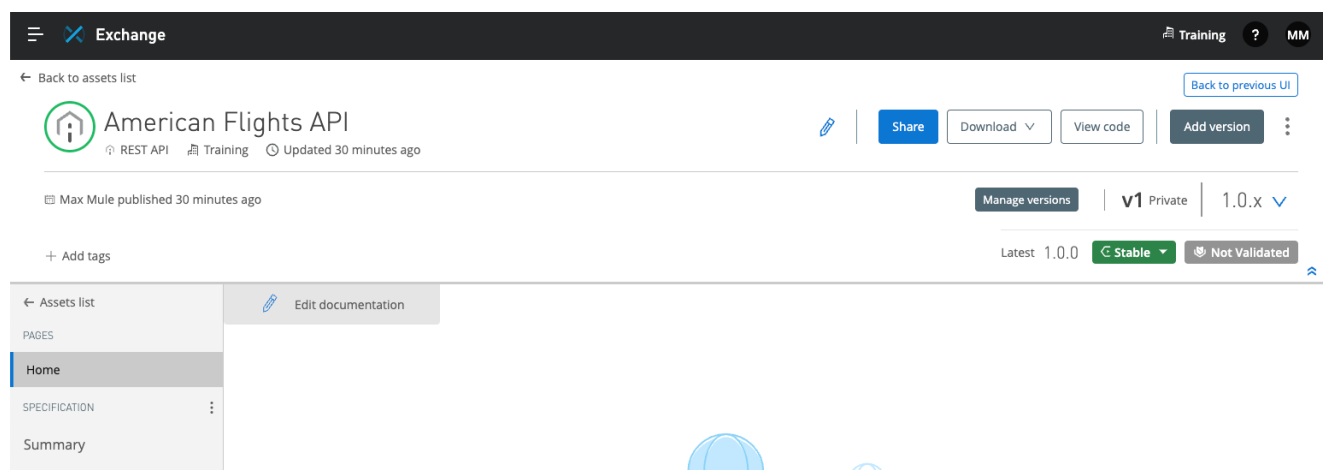 Exchange
Training ? MM
Back to assets list
Back to previous UI
American Flights API
Share Download View code Add version
REST API Training Updated 30 minutes ago
Max Mule published 30 minutes ago
Manage versions v1 Private 1.0.x
+ Add tags
Latest 1.0.0 Stable Not Validated
Assets list
Edit documentation
PAGES
Home
SPECIFICATION
Summary